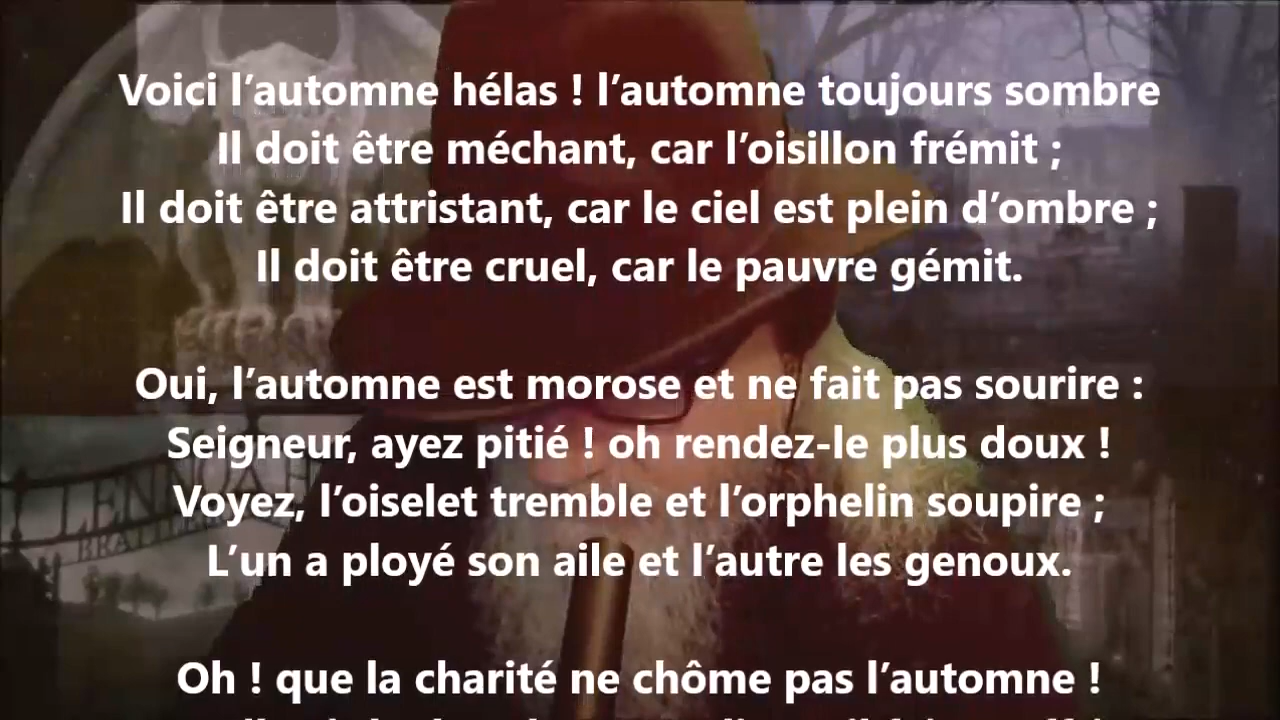 Voici l’automne hélas ! l’automne toujours sombre
Il doit être méchant, car l’oisillon frémit ;
Il doit être attristant, car le ciel est plein d’ombre ;
Il doit être cruel, car le pauvre gémit.
Oui, l’automne est morose et ne fait pas sourire :
Seigneur, ayez pitié ! oh rendez-le plus doux !
Voyez, l’oiselet tremble et l’orphelin soupire ;
L’un a ployé son aile et l’autre les genoux.
Oh ! que la charité ne chôme pas l’automne !